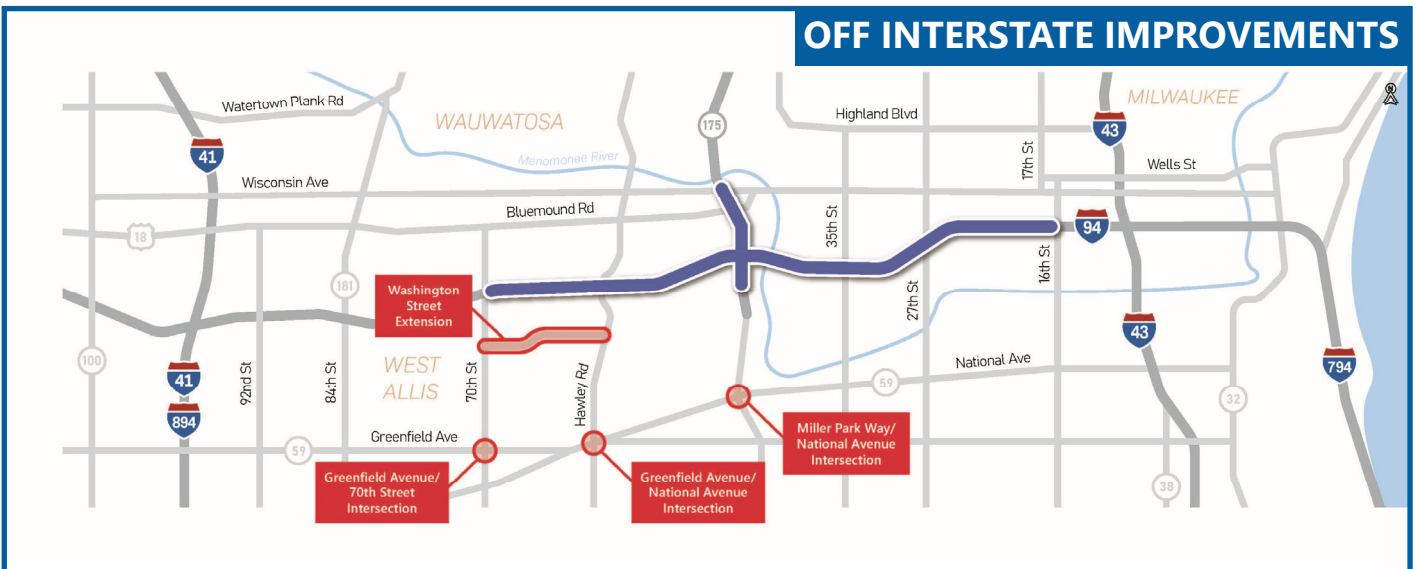 OFF INTERSTATE IMPROVEMENTS
Watertown Plank Rd
WAUWATOSA
175
Highland Blvd
MILWAUKEE
N
41
43
Menomonee River
17th St
Wells St
Wisconsin Ave
Bluemound Rd
18
35th St
94
16th St
181
27th St
Washington
Street
Extension
100
92nd St
84th St
WEST
ALLIS
70th St
Hawley Rd
National Ave
59
43
794
41
894
32
Greenfield Ave
59
Miller Park Way/
National Avenue
Intersection
Greenfield Avenue/
70th Street
Intersection
Greenfield Avenue/
National Avenue
Intersection
38